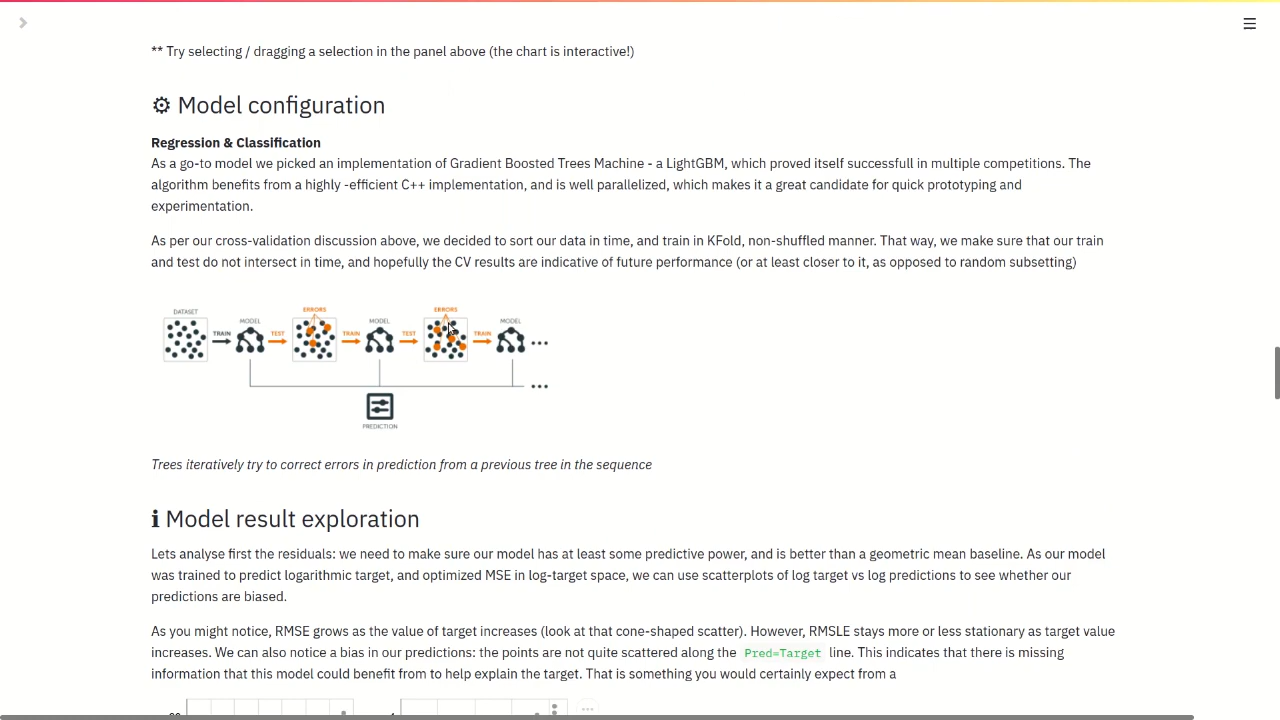 ** Try selecting / dragging a selection in the panel above (the chart is interactive!)
⚙ Model configuration
Regression & Classification
As a go-to model we picked an implementation of Gradient Boosted Trees Machine - a LightGBM, which proved itself successfull in multiple competitions. The
algorithm benefits from a highly -efficient C++ implementation, and is well parallelized, which makes it a great candidate for quick prototyping and
experimentation.
As per our cross-validation discussion above, we decided to sort our data in time, and train in KFold, non-shuffled manner. That way, we make sure that our train
and test do not intersect in time, and hopefully the CV results are indicative of future performance (or at least closer to it, as opposed to random subsetting)
DATASET TRAIN MODEL TEST ERRORS TRAIN MODEL TEST ERRORS TRAIN MODEL
PREDICTION
Trees iteratively try to correct errors in prediction from a previous tree in the sequence
ℹ Model result exploration
Lets analyse first the residuals: we need to make sure our model has at least some predictive power, and is better than a geometric mean baseline. As our model
was trained to predict logarithmic target, and optimized MSE in log-target space, we can use scatterplots of log target vs log predictions to see whether our
predictions are biased.
As you might notice, RMSE grows as the value of target increases (look at that cone-shaped scatter). However, RMSLE stays more or less stationary as target value
increases. We can also notice a bias in our predictions: the points are not quite scattered along the Pred=Target line. This indicates that there is missing
information that this model could benefit from to help explain the target. That is something you would certainly expect from a